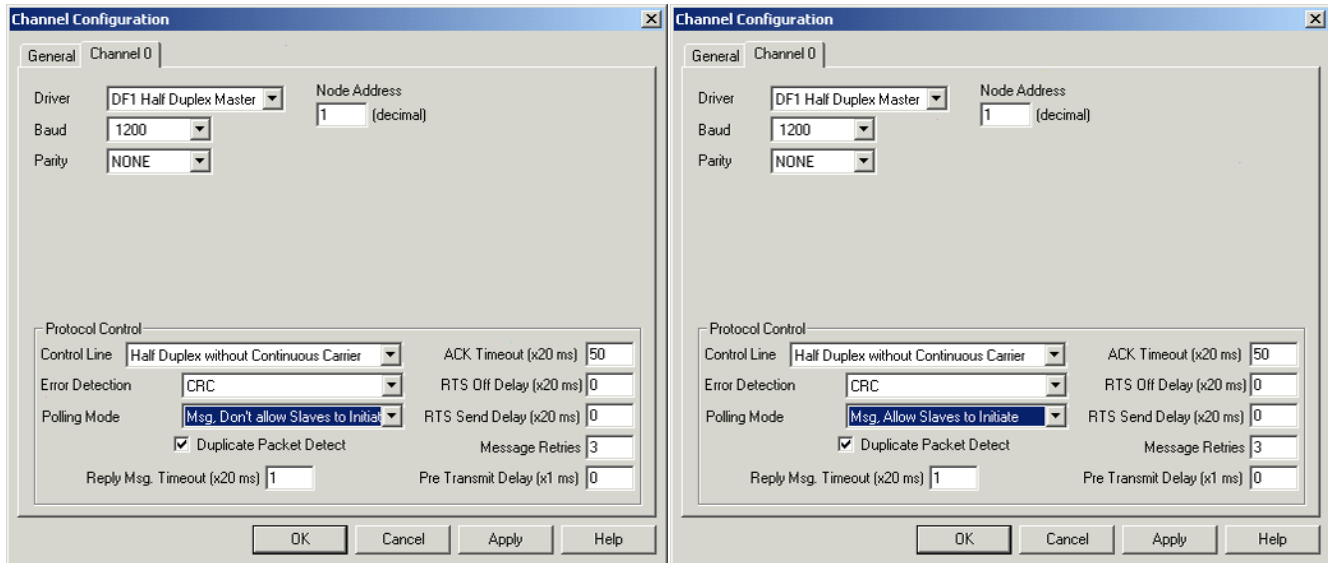 Channel Configuration
General Channel 0
Driver DF1 Half Duplex Master Node Address
1 (decimal)
Baud 1200
Parity NONE
Protocol Control
Control Line Half Duplex without Continuous Carrier ACK Timeout (x20 ms) 50
Error Detection CRC RTS Off Delay (x20 ms) 0
Polling Mode Msg, Don't allow Slaves to Initiat RTS Send Delay (x20 ms) 0
Duplicate Packet Detect Message Retries 3
Reply Msg. Timeout (x20 ms) 1 Pre Transmit Delay (x1 ms) 0
OK Cancel Apply Help
Channel Configuration
General Channel 0
Driver DF1 Half Duplex Master Node Address
1 (decimal)
Baud 1200
Parity NONE
Protocol Control
Control Line Half Duplex without Continuous Carrier ACK Timeout (x20 ms) 50
Error Detection CRC RTS Off Delay (x20 ms) 0
Polling Mode Msg, Allow Slaves to Initiate RTS Send Delay (x20 ms) 0
Duplicate Packet Detect Message Retries 3
Reply Msg. Timeout (x20 ms) 1 Pre Transmit Delay (x1 ms) 0
OK Cancel Apply Help